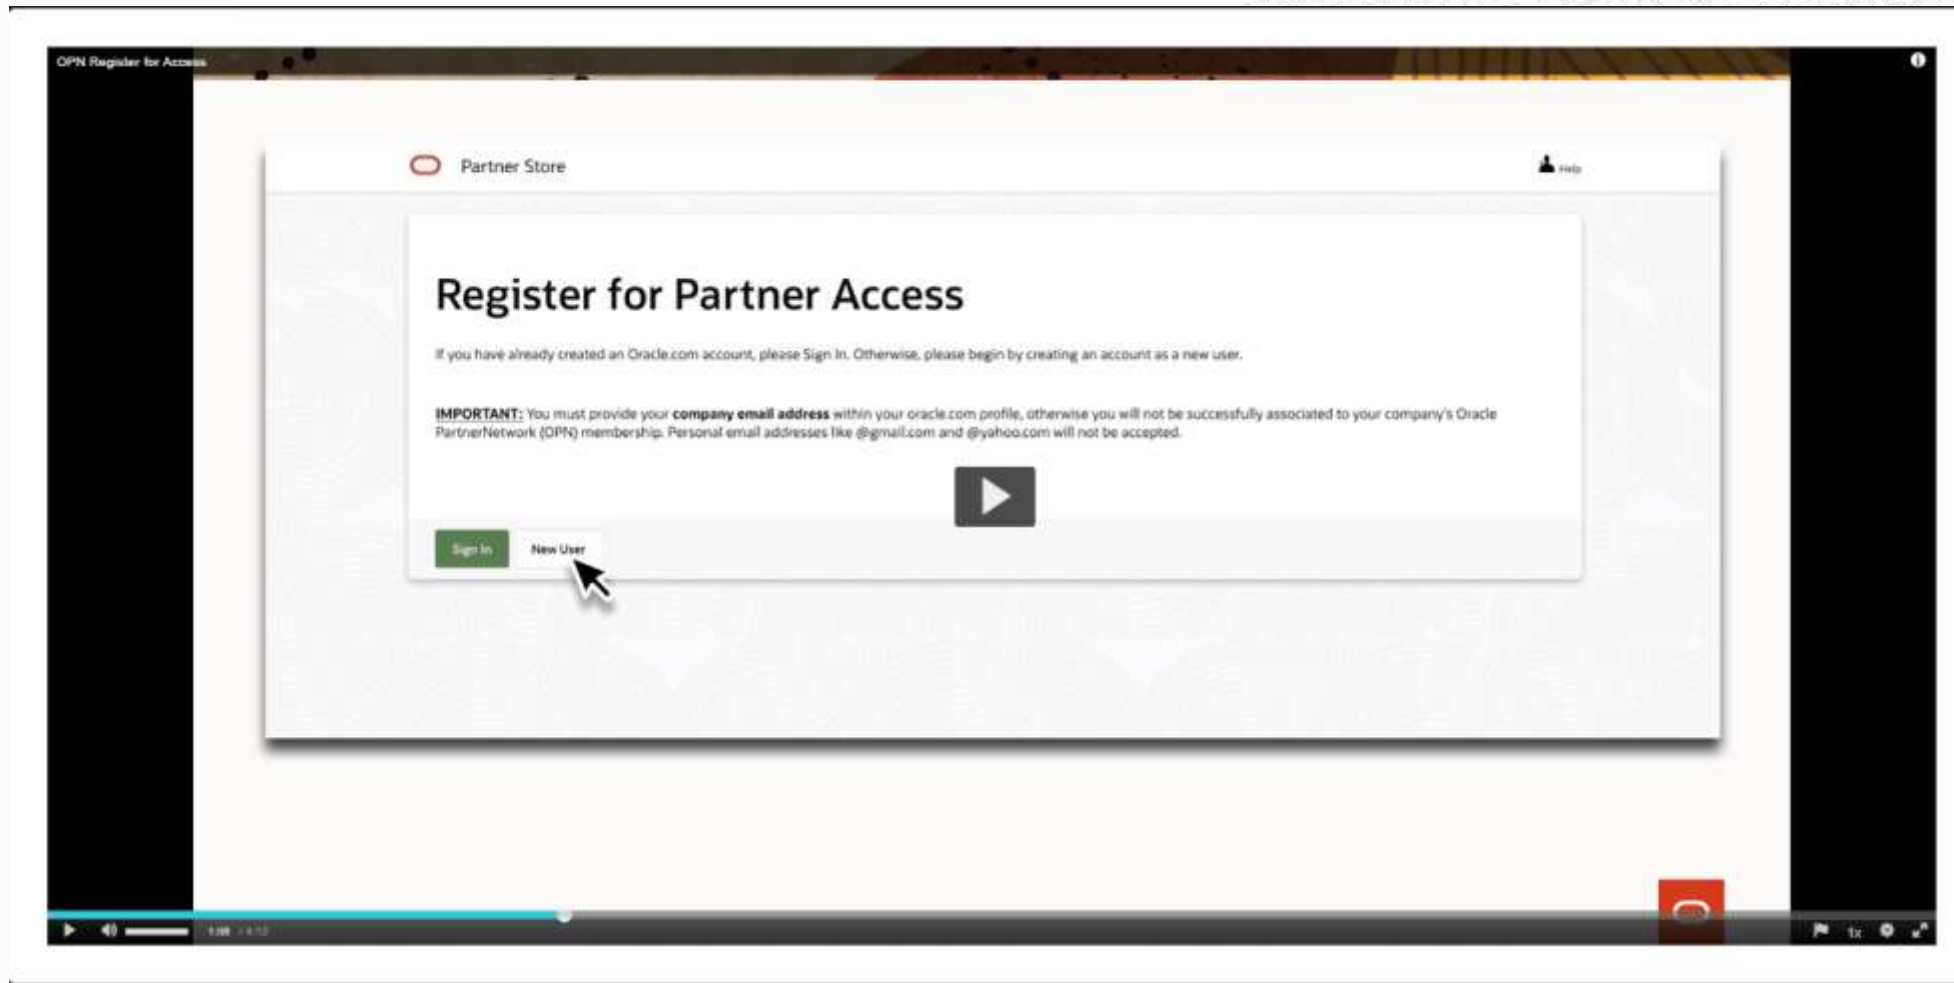 OPN Register for Access
Partner Store
Help
Register for Partner Access
If you have already created an Oracle.com account, please Sign In. Otherwise, please begin by creating an account as a new user.
IMPORTANT: You must provide your company email address within your oracle.com profile, otherwise you will not be successfully associated to your company's Oracle
PartnerNetwork (OPN) membership. Personal email addresses like @gmail.com and @yahoo.com will not be accepted.
Sign In
New User
1x